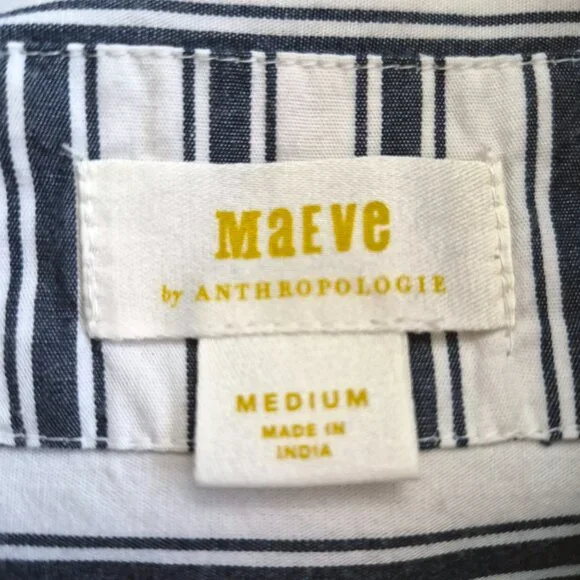 MaEVe
by ANTHROPOLOGIE
MEDIUM
MADE IN
INDIA